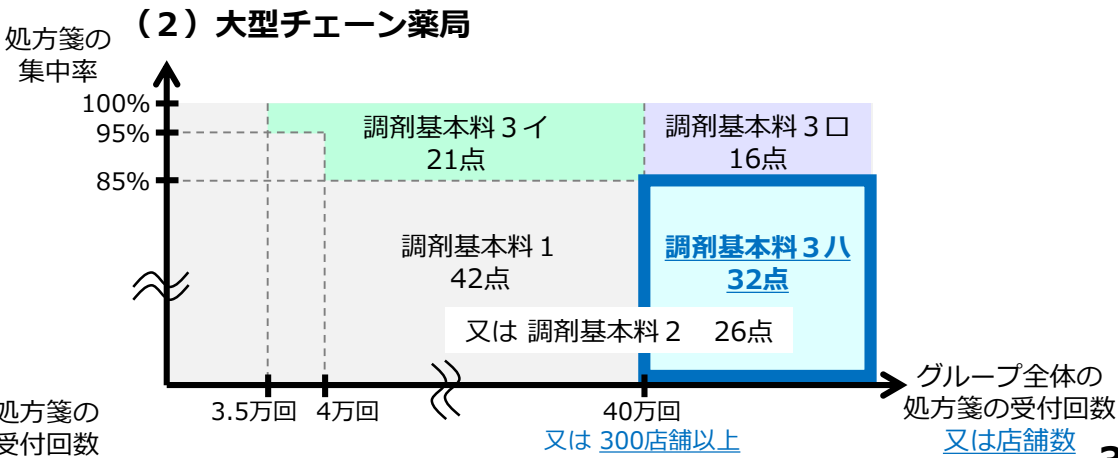 （２）大型チェーン薬局
処方箋の
集中率
100%
95%
85%
調剤基本料３イ
21点
調剤基本料３ロ
16点
調剤基本料１
42点
調剤基本料３ハ
32点
又は 調剤基本料２　26点
3.5万回
4万回
40万回
又は 300店舗以上
グループ全体の
処方箋の受付回数
又は店舗数
処方箋の
受付回数
3